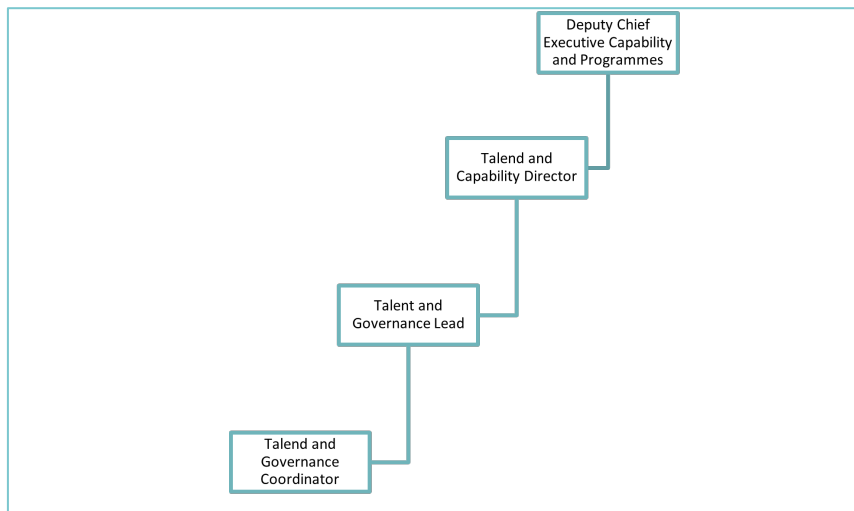 Deputy Chief
Executive Capability
and Programmes
Talend and
Capability Director
Talent and
Governance Lead
Talend and
Governance
Coordinator